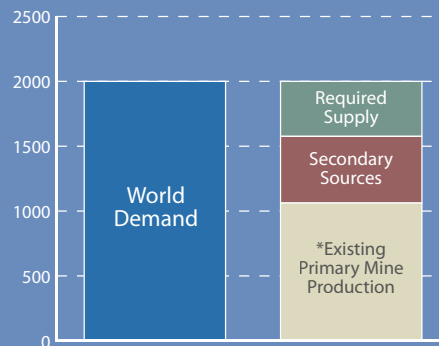 2500
2000
1500
1000
500
0
World
Demand
Required
Supply
Secondary
Sources
*Existing
Primary Mine
Production